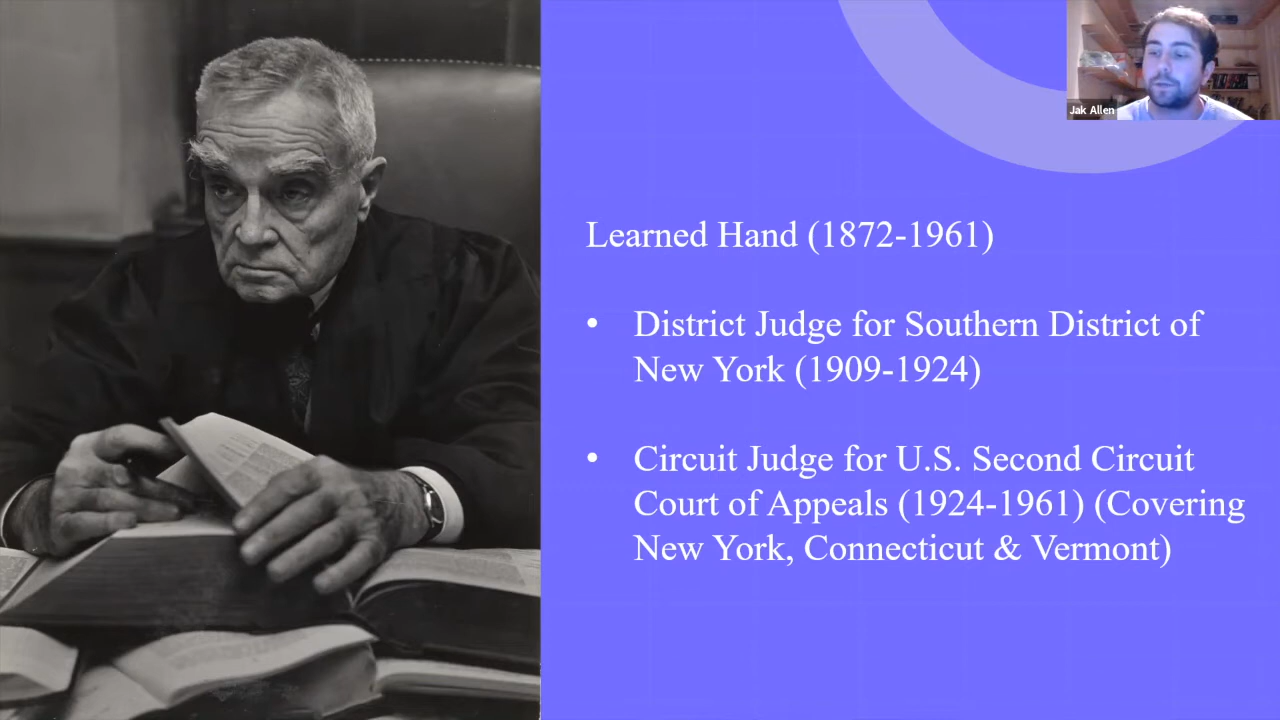 Jak Allen
Learned Hand (1872-1961)
• District Judge for Southern District of
New York (1909-1924)
• Circuit Judge for U.S. Second Circuit
Court of Appeals (1924-1961) (Covering
New York, Connecticut & Vermont)